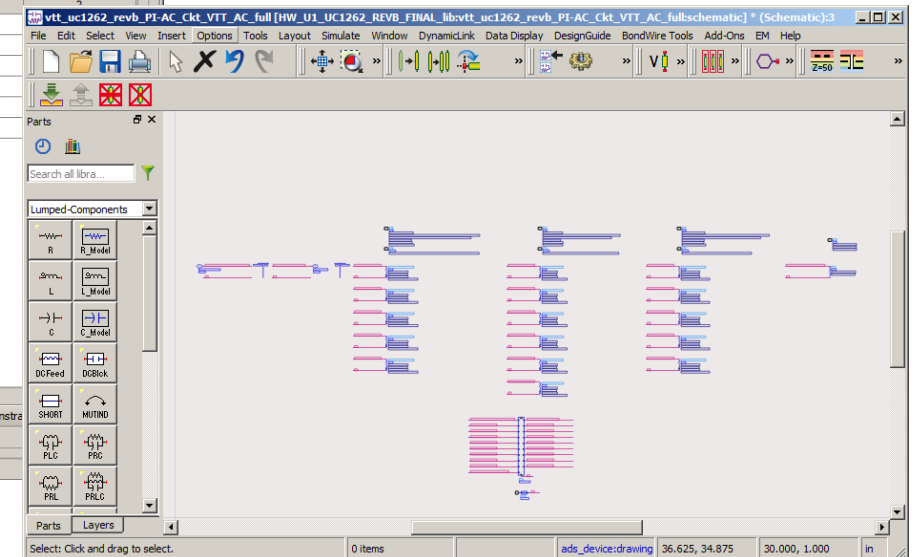 vtt_uc1262_revb_PI-AC_Ckt_VTT_AC_full [HW_U1_UC1262_REVB_FINAL_lib:vtt_uc1262_revb_PI-AC_Ckt_VTT_AC_full:schematic] * (Schematic):3
File Edit Select View Insert Options Tools Layout Simulate Window DynamicLink Data Display DesignGuide BondWire Tools Add-Ons EM Help
» » » V » » » Z=50 »
Parts
Search all libra...
Lumped-Components
R R_Model
L L_Model
C C_Model
DCFeed DCBlck
SHORT MUTIND
nstra
PLC PRC
PRL PRLC
Parts Layers
Select: Click and drag to select. 0 items ads_device:drawing 36.625, 34.875 30.000, 1.000 in